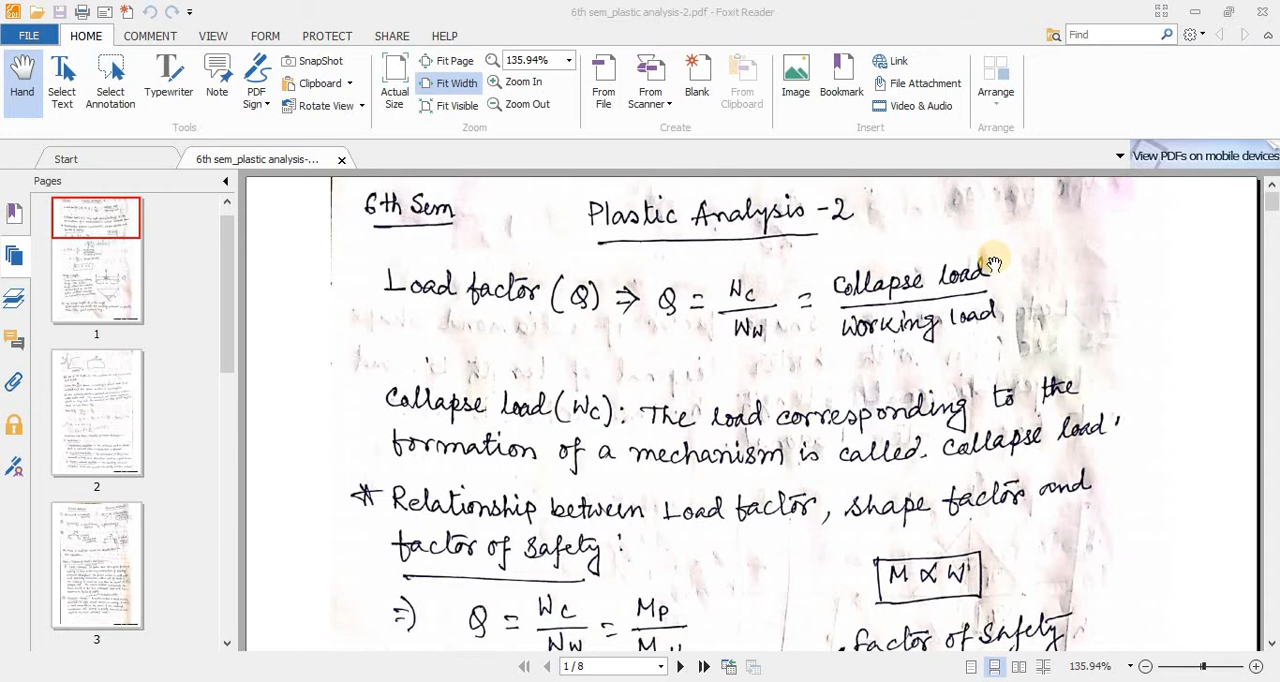 6th sem_plastic analysis-2.pdf - Foxit Reader
FILE HOME COMMENT VIEW FORM PROTECT SHARE HELP
Find
Hand
Select Text
Select Annotation
Typewriter
Note
PDF Sign
SnapShot
Clipboard
Rotate View
Tools
Actual Size
Fit Page
Fit Width
Fit Visible
135.94%
Zoom In
Zoom Out
Zoom
From File
From Scanner
Blank
From Clipboard
Create
Image
Bookmark
Link
File Attachment
Video & Audio
Insert
Arrange
Arrange
Start
6th sem_plastic analysis-...
View PDFs on mobile devices
Pages
1
2
3
6th Sem Plastic Analysis -2
Load factor (Q) ⇒ Q = Wc/Ww = Collapse load/Working load
Collapse load (Wc): The load corresponding to the
formation of a mechanism is called collapse load.
* Relationship between Load factor, shape factor and
factor of safety:
M ∝ W
⇒) Q = Wc/Ww = Mp/M
. Factor of Safety
1 / 8
135.94%